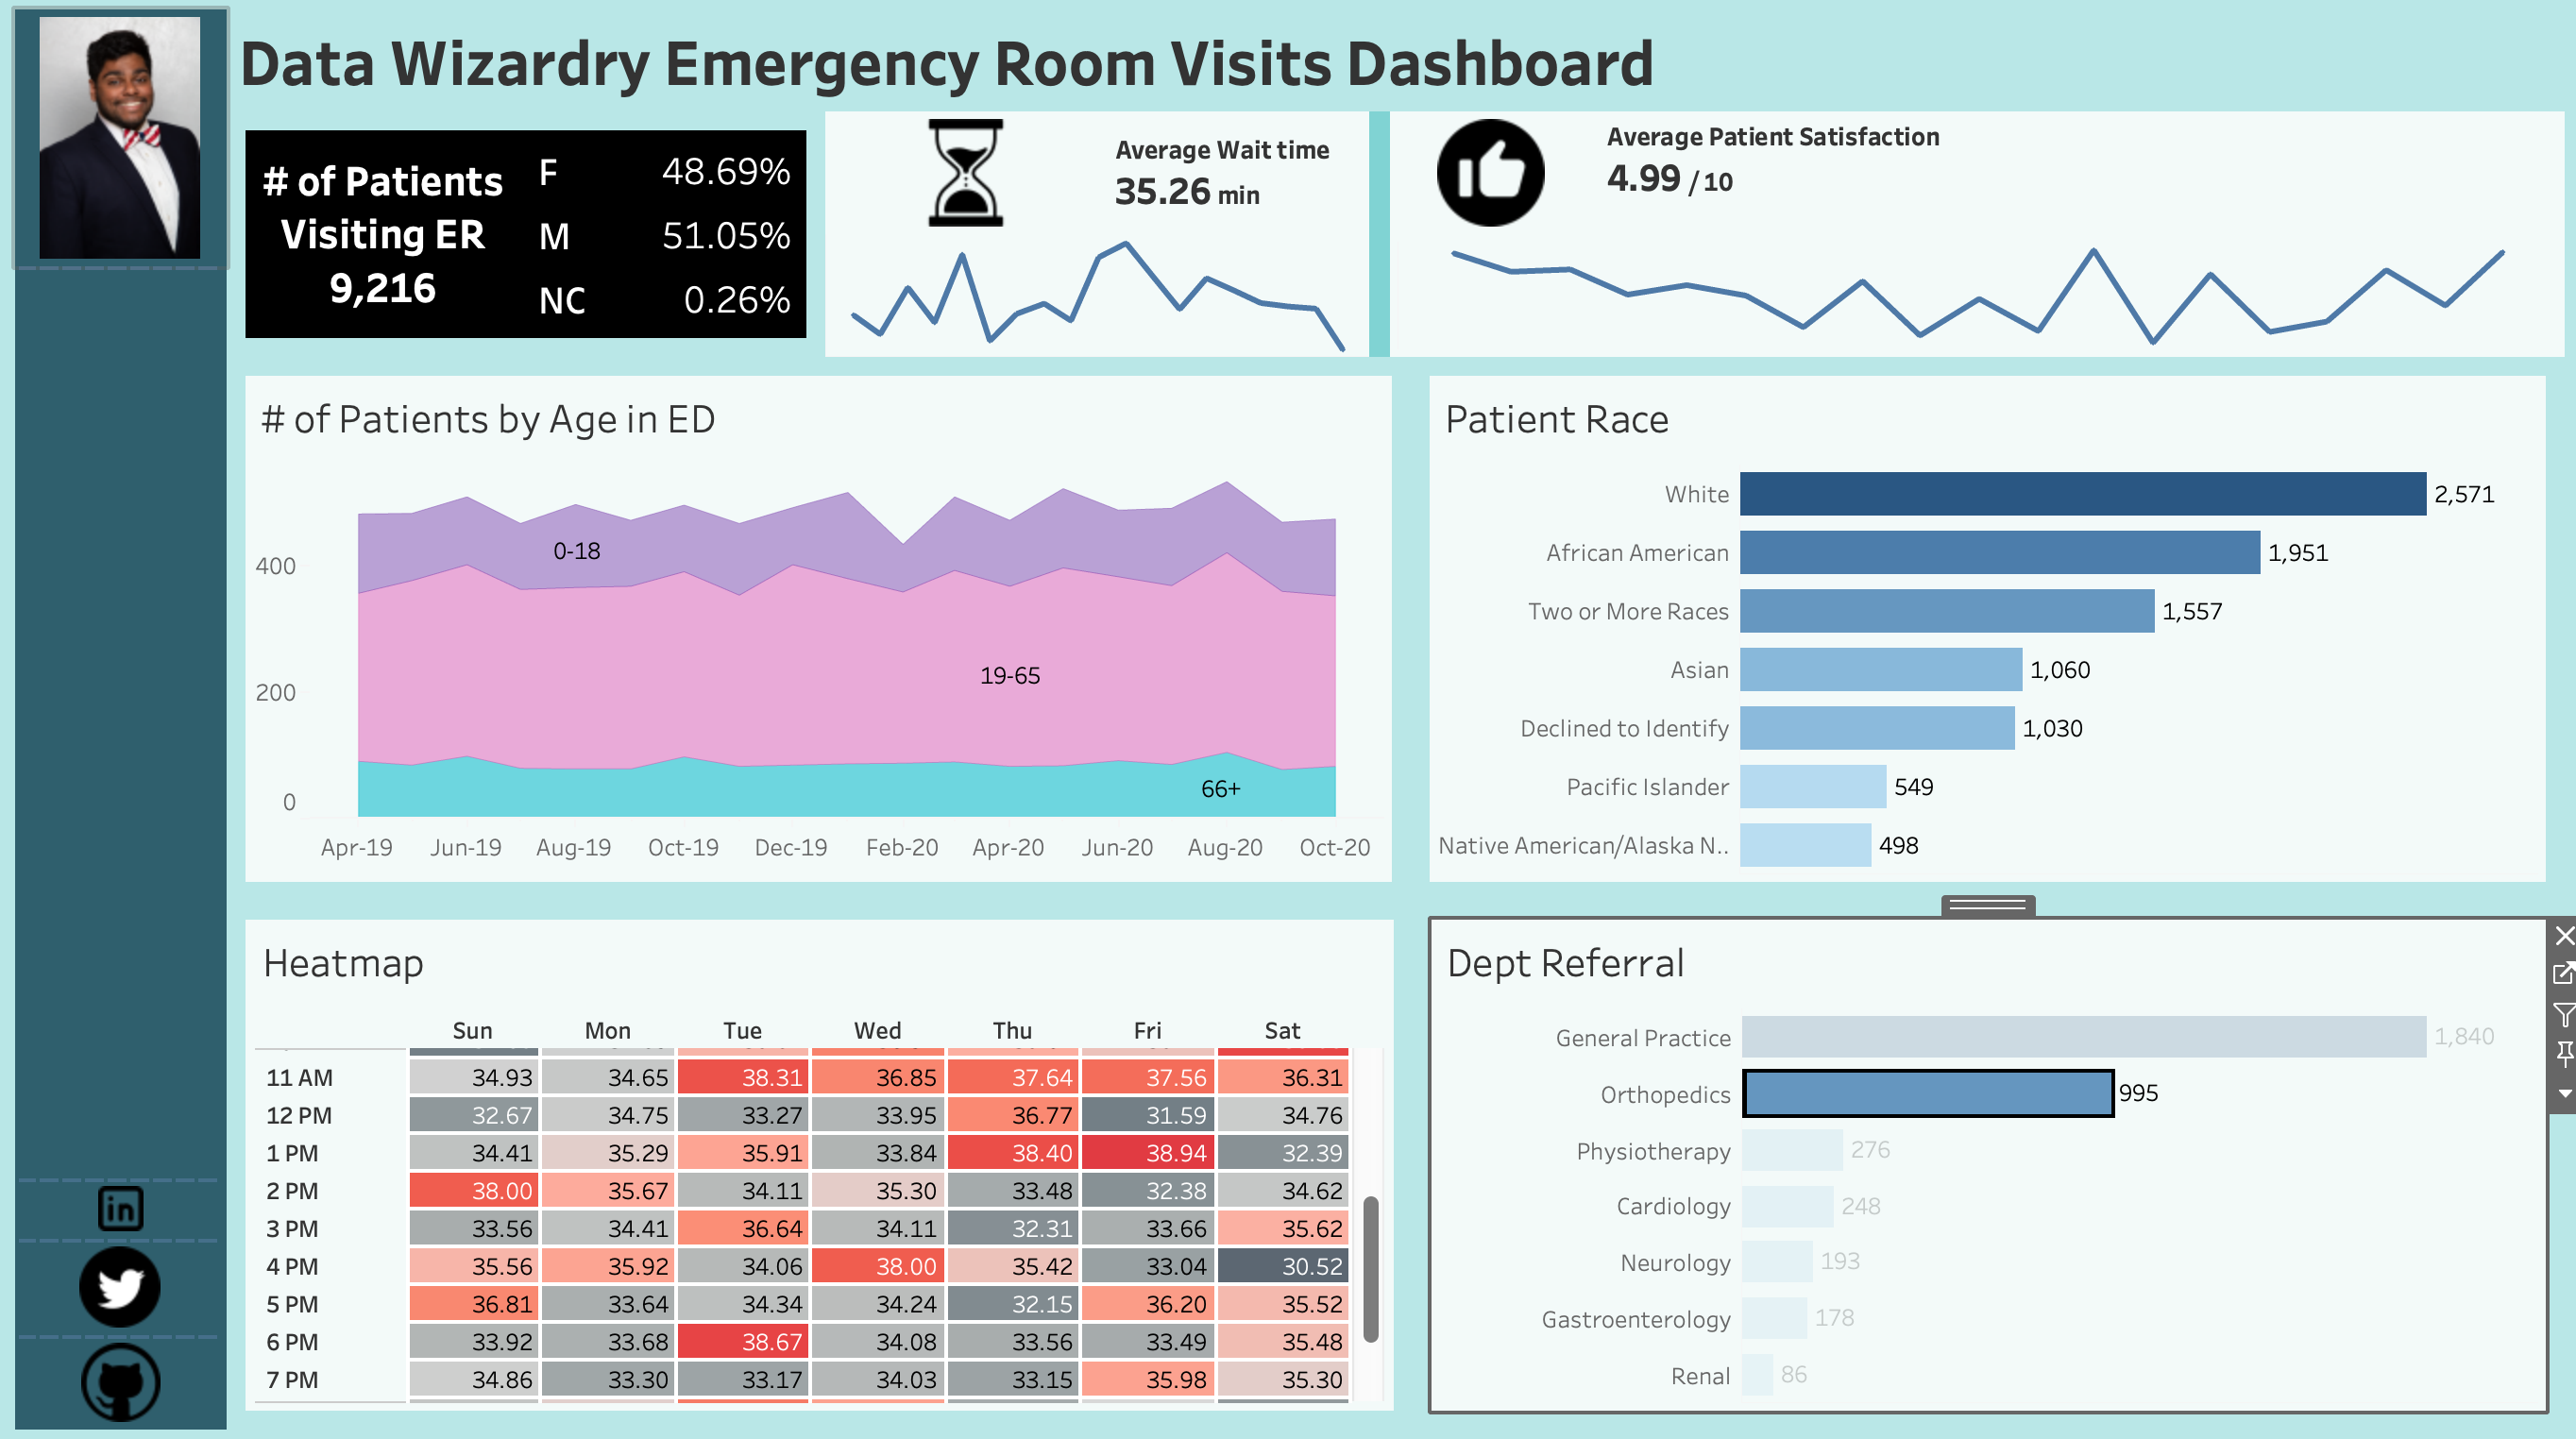 Data Wizardry Emergency Room Visits Dashboard
# of Patients
Visiting ER
9,216
F 48.69%
M 51.05%
NC 0.26%
Average Wait time
35.26 min
Average Patient Satisfaction
4.99 / 10
# of Patients by Age in ED
400
200
0
0-18
19-65
66+
Apr-19 Jun-19 Aug-19 Oct-19 Dec-19 Feb-20 Apr-20 Jun-20 Aug-20 Oct-20
Patient Race
White 2,571
African American 1,951
Two or More Races 1,557
Asian 1,060
Declined to Identify 1,030
Pacific Islander 549
Native American/Alaska N.. 498
Heatmap
Sun Mon Tue Wed Thu Fri Sat
11 AM 34.93 34.65 38.31 36.85 37.64 37.56 36.31
12 PM 32.67 34.75 33.27 33.95 36.77 31.59 34.76
1 PM 34.41 35.29 35.91 33.84 38.40 38.94 32.39
2 PM 38.00 35.67 34.11 35.30 33.48 32.38 34.62
3 PM 33.56 34.41 36.64 34.11 32.31 33.66 35.62
4 PM 35.56 35.92 34.06 38.00 35.42 33.04 30.52
5 PM 36.81 33.64 34.34 34.24 32.15 36.20 35.52
6 PM 33.92 33.68 38.67 34.08 33.56 33.49 35.48
7 PM 34.86 33.30 33.17 34.03 33.15 35.98 35.30
Dept Referral
General Practice 1,840
Orthopedics 995
Physiotherapy 276
Cardiology 248
Neurology 193
Gastroenterology 178
Renal 86
in